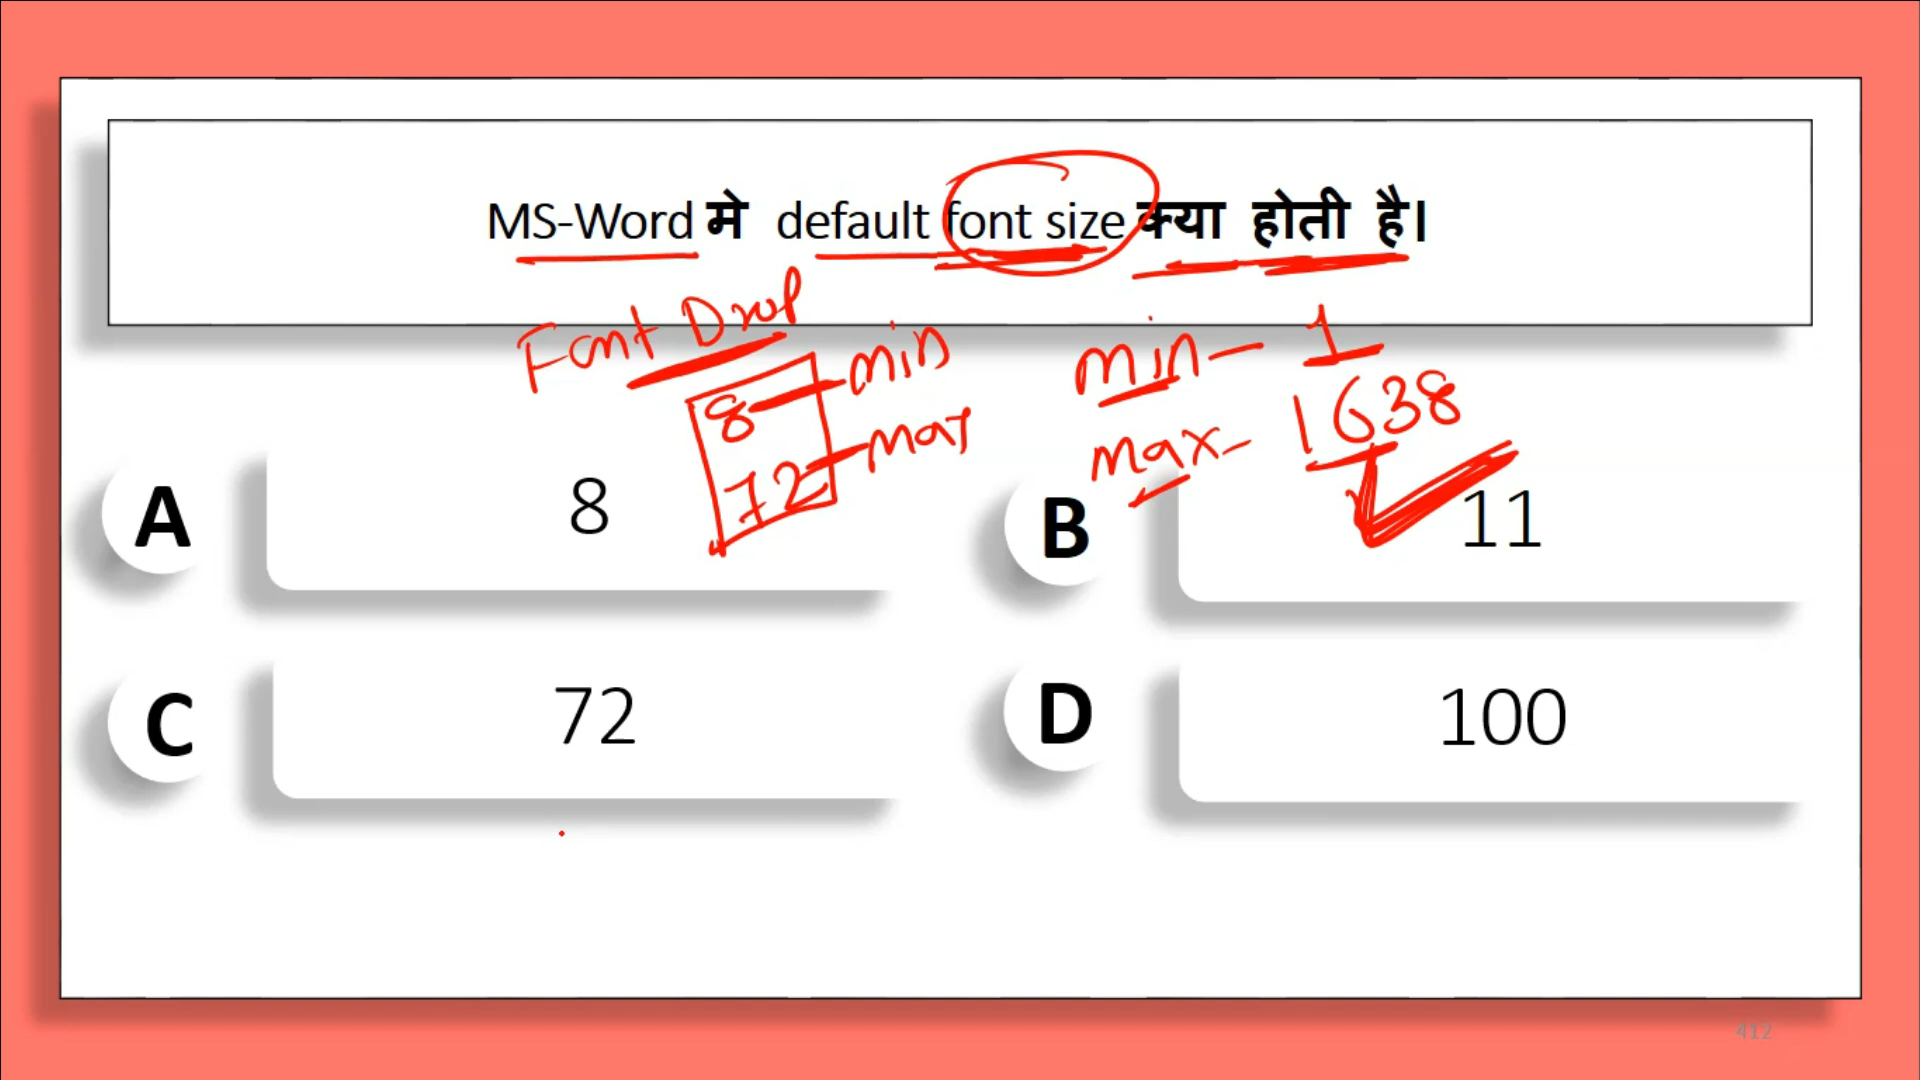 MS-Word मे default font size क्या होती है।
Font Drop
8 - min
72 - max
min - 1
max - 1638
A 8
B 11
C 72
D 100
412